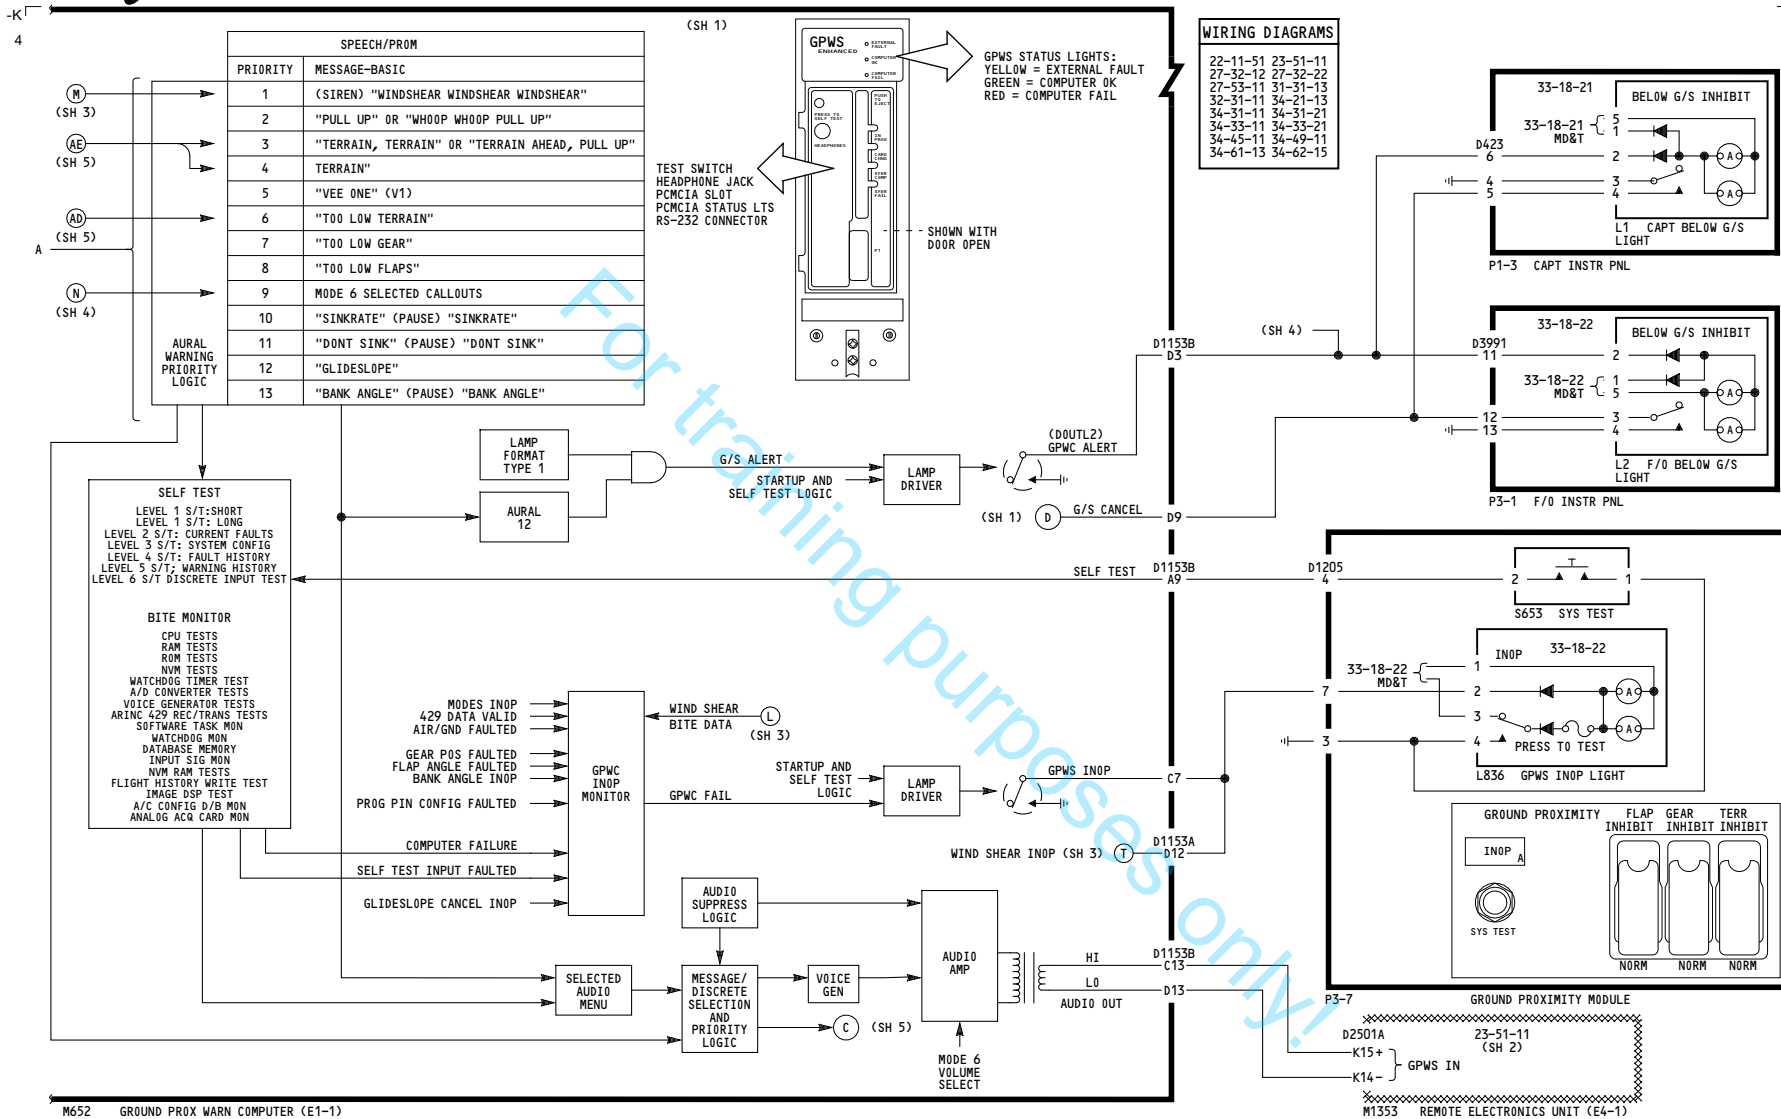 -K
4
(SH 1)
SPEECH/PROM
PRIORITY MESSAGE-BASIC
1 (SIREN) "WINDSHEAR WINDSHEAR WINDSHEAR"
2 "PULL UP" OR "WHOOP WHOOP PULL UP"
3 "TERRAIN, TERRAIN" OR "TERRAIN AHEAD, PULL UP"
4 TERRAIN"
5 "VEE ONE" (V1)
6 "TOO LOW TERRAIN"
7 "TOO LOW GEAR"
8 "TOO LOW FLAPS"
9 MODE 6 SELECTED CALLOUTS
10 "SINKRATE" (PAUSE) "SINKRATE"
11 "DONT SINK" (PAUSE) "DONT SINK"
12 "GLIDESLOPE"
13 "BANK ANGLE" (PAUSE) "BANK ANGLE"
M
(SH 3)
AE
(SH 5)
AD
(SH 5)
A
N
(SH 4)
AURAL
WARNING
PRIORITY
LOGIC
GPWS
ENHANCED
EXTERNAL
FAULT
COMPUTER
OK
COMPUTER
FAIL
PUSH
TO
EJECT
PRESS TO
SELF TEST
HEADPHONES
IN
PROG
CARD
CHNG
XFER
COMP
XFER
FAIL
P1
GPWS STATUS LIGHTS:
YELLOW = EXTERNAL FAULT
GREEN = COMPUTER OK
RED = COMPUTER FAIL
TEST SWITCH
HEADPHONE JACK
PCMCIA SLOT
PCMCIA STATUS LTS
RS-232 CONNECTOR
SHOWN WITH
DOOR OPEN
WIRING DIAGRAMS
22-11-51 23-51-11
27-32-12 27-32-22
27-53-11 31-31-13
32-31-11 34-21-13
34-31-11 34-31-21
34-33-11 34-33-21
34-45-11 34-49-11
34-61-13 34-62-15
33-18-21
BELOW G/S INHIBIT
33-18-21
MD&T
5
1
D423
6 2 A
4 3
5 4 A
L1 CAPT BELOW G/S
LIGHT
P1-3 CAPT INSTR PNL
33-18-22
BELOW G/S INHIBIT
(SH 4)
D1153B
D3
D3991
11 2
33-18-22
MD&T
1
5 A
12 3
13 4 A
L2 F/O BELOW G/S
LIGHT
P3-1 F/O INSTR PNL
LAMP
FORMAT
TYPE 1
AURAL
12
G/S ALERT
STARTUP AND
SELF TEST LOGIC
LAMP
DRIVER
(DOUTL2)
GPWC ALERT
(SH 1) D G/S CANCEL D9
SELF TEST
LEVEL 1 S/T:SHORT
LEVEL 1 S/T: LONG
LEVEL 2 S/T: CURRENT FAULTS
LEVEL 3 S/T: SYSTEM CONFIG
LEVEL 4 S/T: FAULT HISTORY
LEVEL 5 S/T; WARNING HISTORY
LEVEL 6 S/T DISCRETE INPUT TEST
BITE MONITOR
CPU TESTS
RAM TESTS
ROM TESTS
NVM TESTS
WATCHDOG TIMER TEST
A/D CONVERTER TESTS
VOICE GENERATOR TESTS
ARINC 429 REC/TRANS TESTS
SOFTWARE TASK MON
WATCHDOG MON
DATABASE MEMORY
INPUT SIG MON
NVM RAM TESTS
FLIGHT HISTORY WRITE TEST
IMAGE DSP TEST
A/C CONFIG D/B MON
ANALOG ACQ CARD MON
SELF TEST
D1153B
A9
D1205
4
2 1
S653 SYS TEST
MODES INOP
429 DATA VALID
AIR/GND FAULTED
GEAR POS FAULTED
FLAP ANGLE FAULTED
BANK ANGLE INOP
PROG PIN CONFIG FAULTED
COMPUTER FAILURE
SELF TEST INPUT FAULTED
GLIDESLOPE CANCEL INOP
GPWC
INOP
MONITOR
WIND SHEAR
BITE DATA
L
(SH 3)
GPWC FAIL
STARTUP AND
SELF TEST
LOGIC
LAMP
DRIVER
GPWS INOP
C7
WIND SHEAR INOP (SH 3) T
D1153A
D12
33-18-22
MD&T
1 INOP 33-18-22
7 2 A
3 A
3 4 PRESS TO TEST
L836 GPWS INOP LIGHT
GROUND PROXIMITY
FLAP GEAR TERR
INHIBIT INHIBIT INHIBIT
INOP A
SYS TEST
NORM NORM NORM
P3-7 GROUND PROXIMITY MODULE
AUDIO
SUPPRESS
LOGIC
SELECTED
AUDIO
MENU
MESSAGE/
DISCRETE
SELECTION
AND
PRIORITY
LOGIC
VOICE
GEN
C (SH 5)
AUDIO
AMP
MODE 6
VOLUME
SELECT
HI
LO
AUDIO OUT
D1153B
C13
D13
D2501A
23-51-11
(SH 2)
K15+
K14-
GPWS IN
M652 GROUND PROX WARN COMPUTER (E1-1)
M1353 REMOTE ELECTRONICS UNIT (E4-1)
For training purposes only!